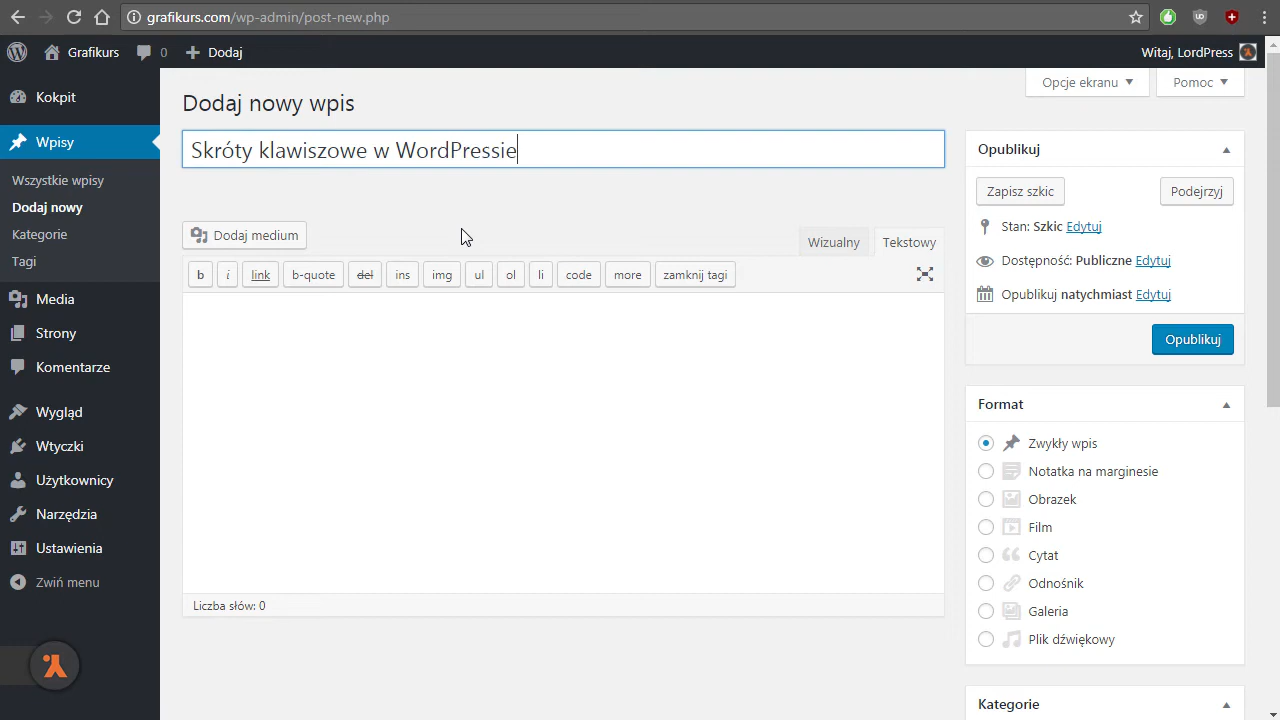 grafikurs.com/wp-admin/post-new.php
Grafikurs
0
Dodaj
Witaj, LordPress
Kokpit
Wpisy
Wszystkie wpisy
Dodaj nowy
Kategorie
Tagi
Media
Strony
Komentarze
Wygląd
Wtyczki
Użytkownicy
Narzędzia
Ustawienia
Zwiń menu
Opcje ekranu
Pomoc
Dodaj nowy wpis
Skróty klawiszowe w WordPressie
Dodaj medium
Wizualny
Tekstowy
b
i
link
b-quote
del
ins
img
ul
ol
li
code
more
zamknij tagi
Liczba słów: 0
Opublikuj
Zapisz szkic
Podejrzyj
Stan: Szkic Edytuj
Dostępność: Publiczne Edytuj
Opublikuj natychmiast Edytuj
Opublikuj
Format
Zwykły wpis
Notatka na marginesie
Obrazek
Film
Cytat
Odnośnik
Galeria
Plik dźwiękowy
Kategorie